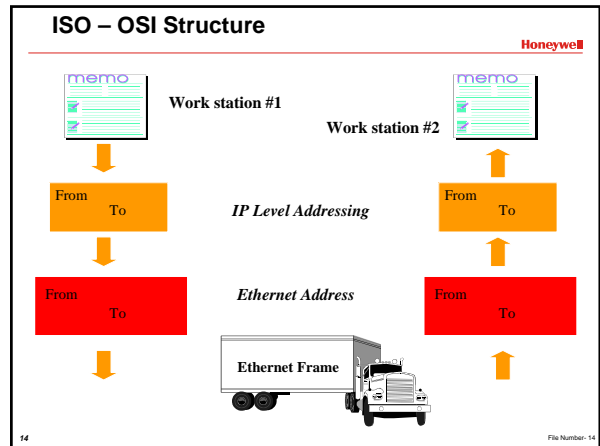 ISO – OSI Structure
Honeywell
memo
memo
Work station #1
Work station #2
From
To
IP Level Addressing
From
To
From
To
Ethernet Address
From
To
Ethernet Frame
14
File Number- 14